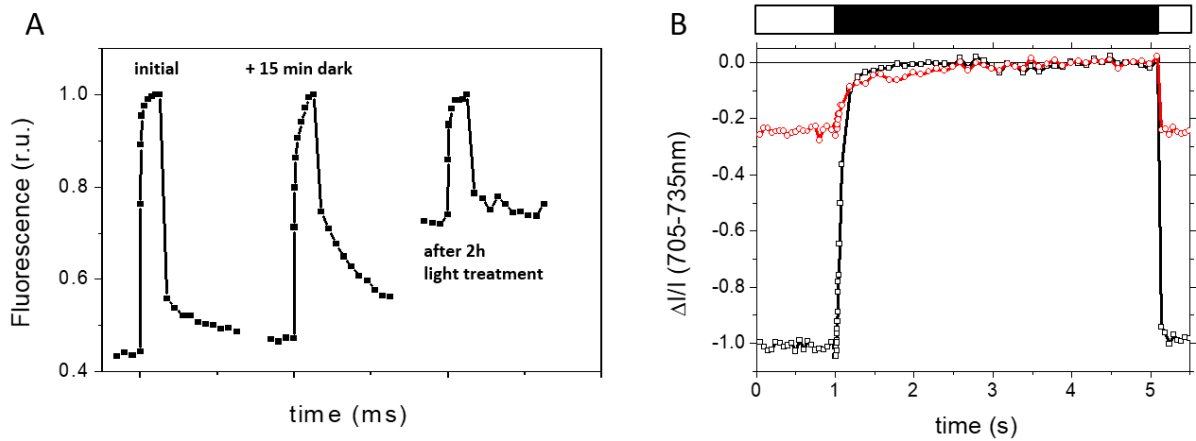 A
initial
+ 15 min dark
after 2h
light treatment
Fluorescence (r.u.)
1.0
0.8
0.6
0.4
time (ms)
B
ΔI/I (705-735nm)
0.0
-0.2
-0.4
-0.6
-0.8
-1.0
0
1
2
3
4
5
time (s)